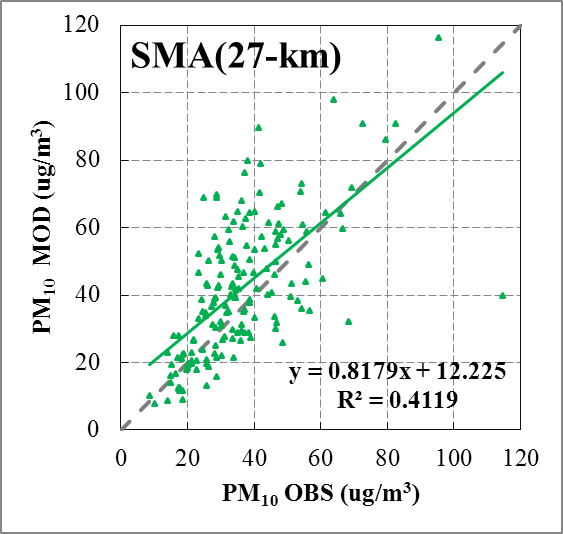 SMA(27-km)
PM₁₀ MOD (ug/m³)
120
100
80
60
40
20
0
y = 0.8179x + 12.225
R² = 0.4119
0 20 40 60 80 100 120
PM₁₀ OBS (ug/m³)